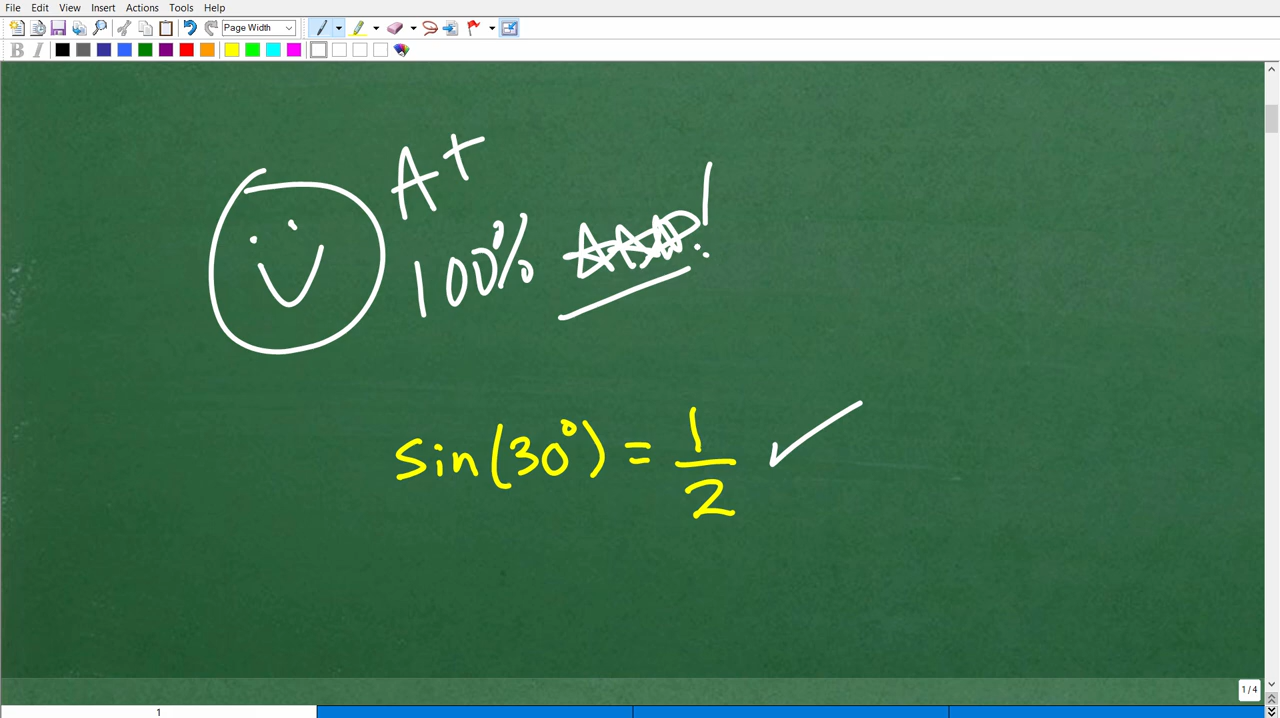 File Edit View Insert Actions Tools Help
Page Width
B I
A+
100% !
sin(30°) = 1/2 ✓
1/4
1